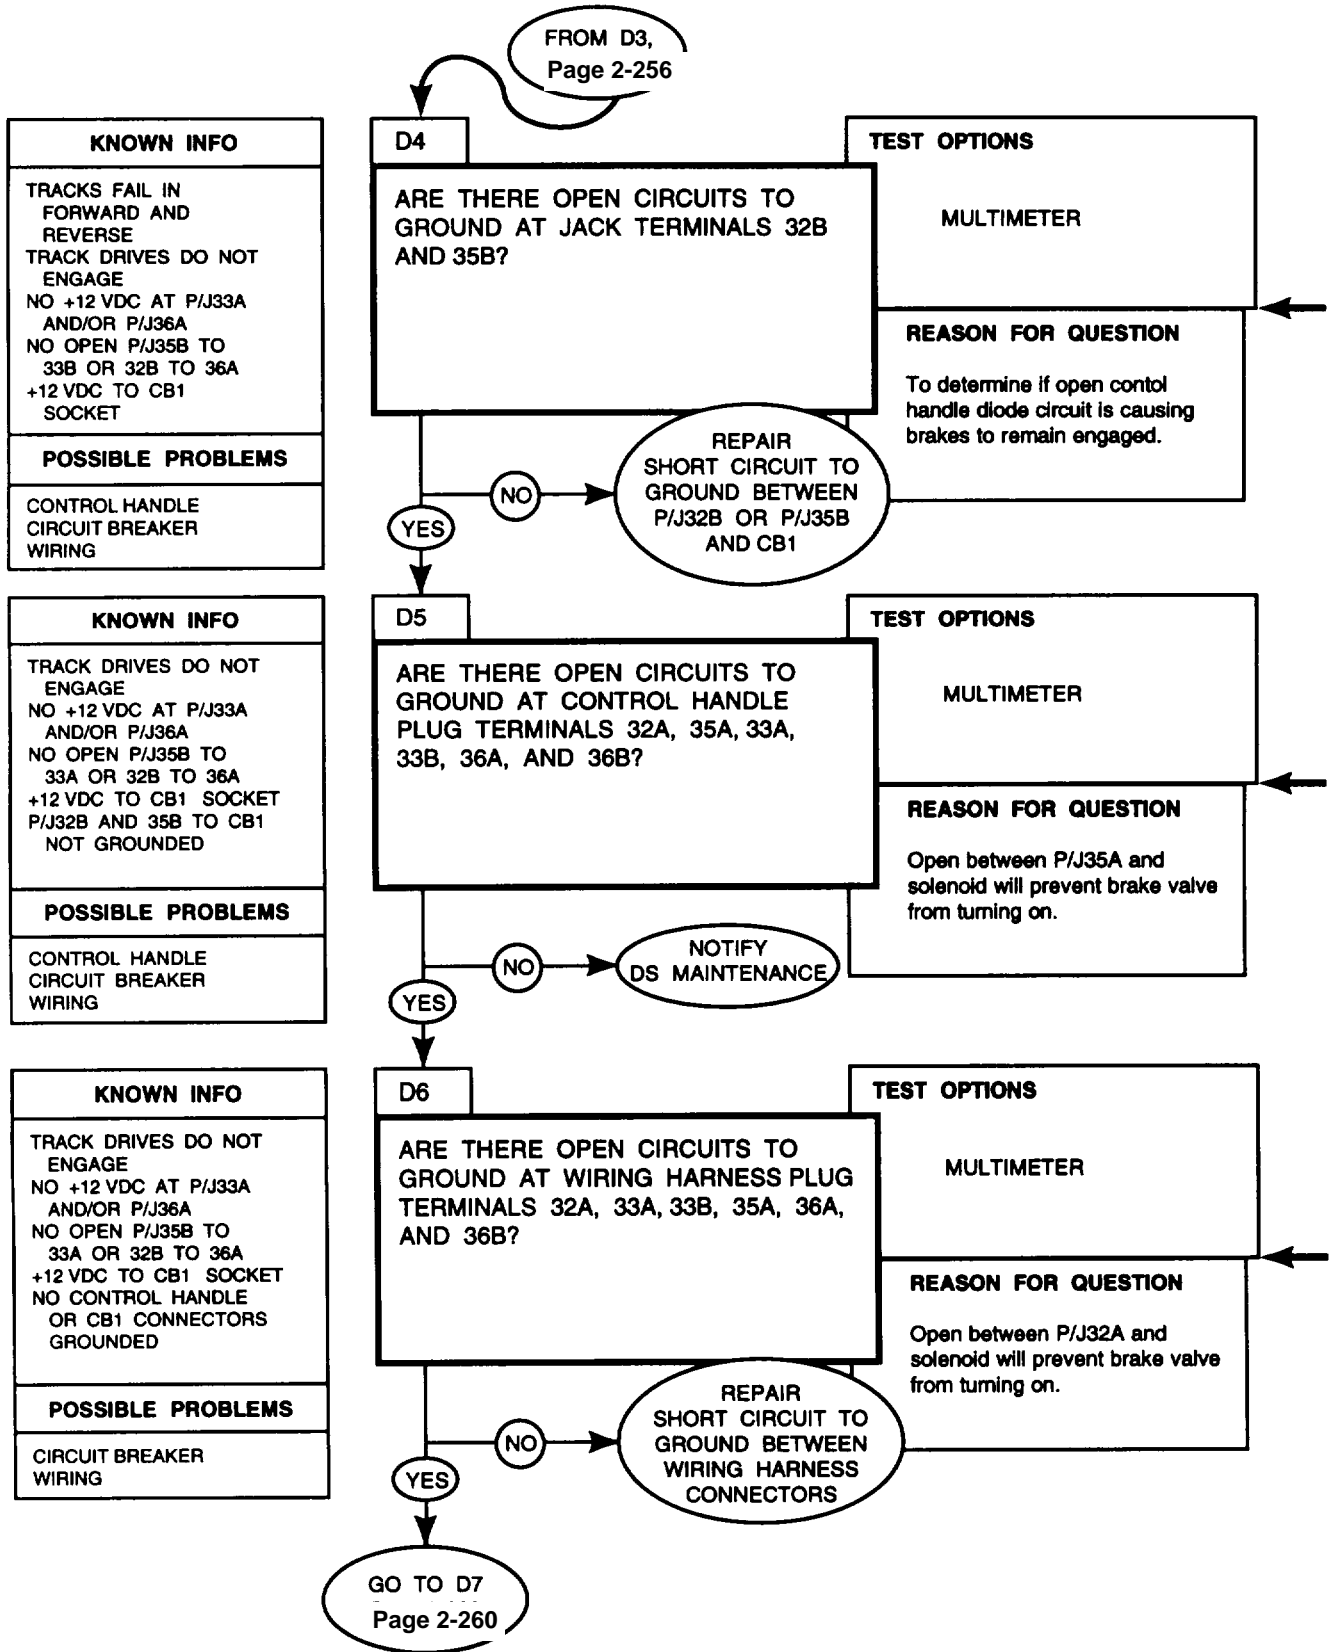 FROM D3,
Page 2-256
KNOWN INFO
TRACKS FAIL IN
FORWARD AND
REVERSE
TRACK DRIVES DO NOT
ENGAGE
NO +12 VDC AT P/J33A
AND/OR P/J36A
NO OPEN P/J35B TO
33B OR 32B TO 36A
+12 VDC TO CB1
SOCKET
POSSIBLE PROBLEMS
CONTROL HANDLE
CIRCUIT BREAKER
WIRING
D4
ARE THERE OPEN CIRCUITS TO
GROUND AT JACK TERMINALS 32B
AND 35B?
TEST OPTIONS
MULTIMETER
REASON FOR QUESTION
To determine if open contol
handle diode circuit is causing
brakes to remain engaged.
NO
REPAIR
SHORT CIRCUIT TO
GROUND BETWEEN
P/J32B OR P/J35B
AND CB1
YES
KNOWN INFO
TRACK DRIVES DO NOT
ENGAGE
NO +12 VDC AT P/J33A
AND/OR P/J36A
NO OPEN P/J35B TO
33A OR 32B TO 36A
+12 VDC TO CB1 SOCKET
P/J32B AND 35B TO CB1
NOT GROUNDED
POSSIBLE PROBLEMS
CONTROL HANDLE
CIRCUIT BREAKER
WIRING
D5
ARE THERE OPEN CIRCUITS TO
GROUND AT CONTROL HANDLE
PLUG TERMINALS 32A, 35A, 33A,
33B, 36A, AND 36B?
TEST OPTIONS
MULTIMETER
REASON FOR QUESTION
Open between P/J35A and
solenoid will prevent brake valve
from turning on.
NO
NOTIFY
DS MAINTENANCE
YES
KNOWN INFO
TRACK DRIVES DO NOT
ENGAGE
NO +12 VDC AT P/J33A
AND/OR P/J36A
NO OPEN P/J35B TO
33A OR 32B TO 36A
+12 VDC TO CB1 SOCKET
NO CONTROL HANDLE
OR CB1 CONNECTORS
GROUNDED
POSSIBLE PROBLEMS
CIRCUIT BREAKER
WIRING
D6
ARE THERE OPEN CIRCUITS TO
GROUND AT WIRING HARNESS PLUG
TERMINALS 32A, 33A, 33B, 35A, 36A,
AND 36B?
TEST OPTIONS
MULTIMETER
REASON FOR QUESTION
Open between P/J32A and
solenoid will prevent brake valve
from turning on.
NO
REPAIR
SHORT CIRCUIT TO
GROUND BETWEEN
WIRING HARNESS
CONNECTORS
YES
GO TO D7
Page 2-260